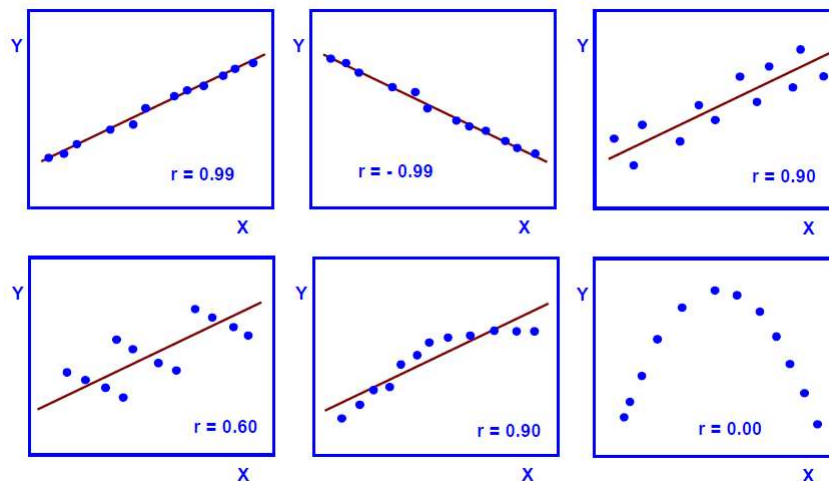 Y
r = 0.99
X
Y
r = - 0.99
X
Y
r = 0.90
X
Y
r = 0.60
X
Y
r = 0.90
X
Y
r = 0.00
X